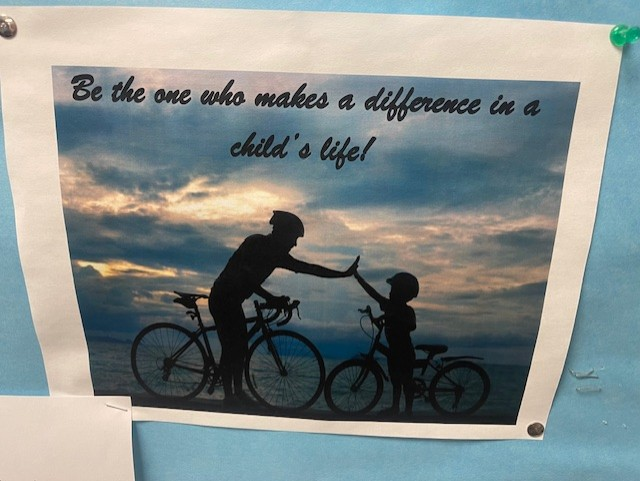 Be the one who makes a difference in a
child's life!